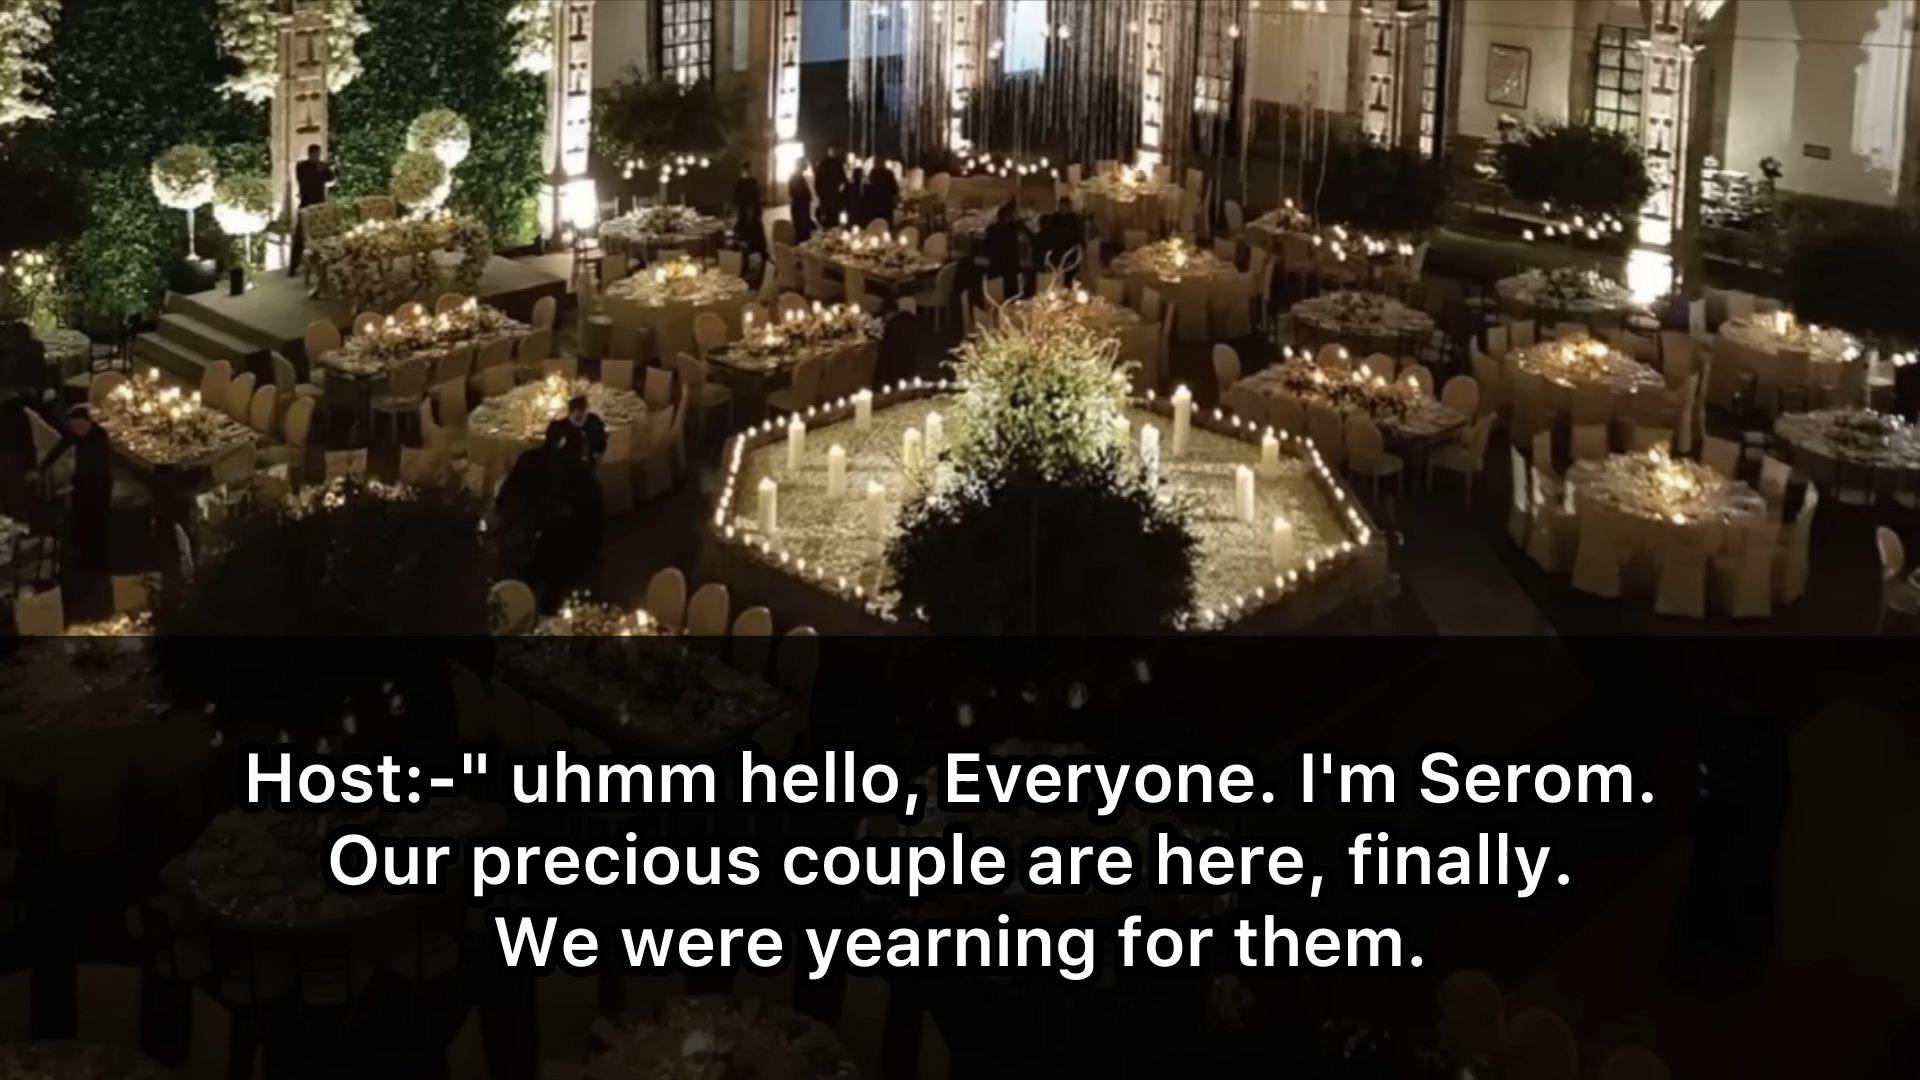 Host:-" uhmm hello, Everyone. I'm Serom.
Our precious couple are here, finally.
We were yearning for them.